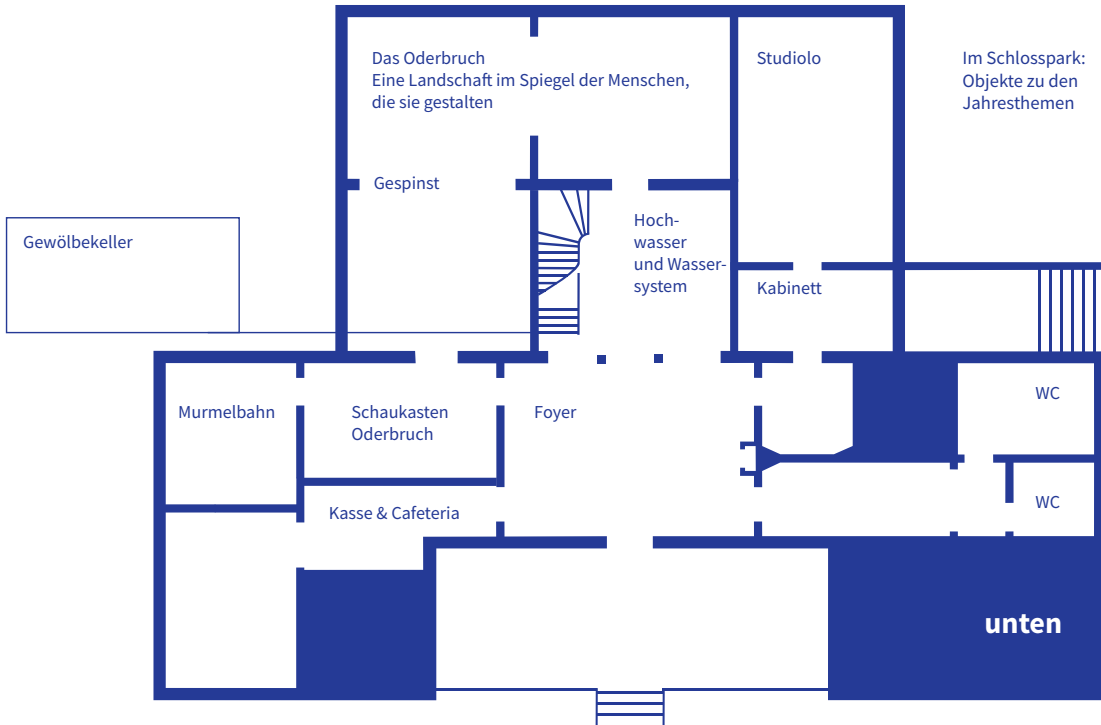 Das Oderbruch
Eine Landschaft im Spiegel der Menschen,
die sie gestalten
Studiolo
Im Schlosspark:
Objekte zu den
Jahresthemen
Gespinst
Gewölbekeller
Hoch-
wasser
und Wasser-
system
Kabinett
Murmelbahn
Schaukasten
Oderbruch
Foyer
WC
Kasse & Cafeteria
WC
unten